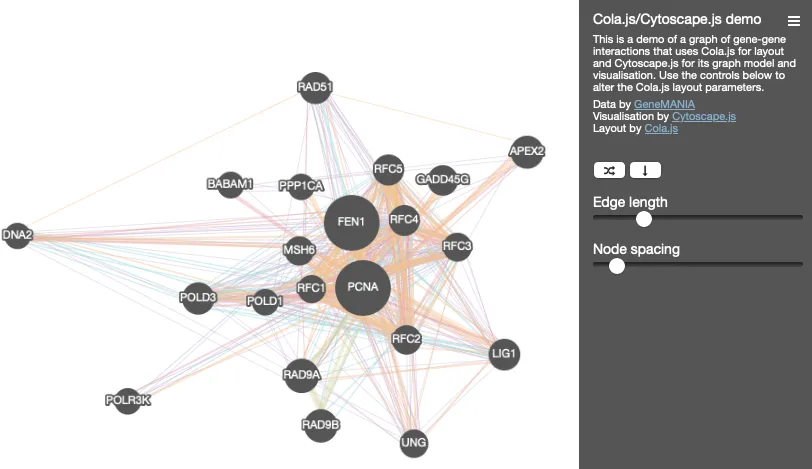 Cola.js/Cytoscape.js demo
This is a demo of a graph of gene-gene
interactions that uses Cola.js for layout
and Cytoscape.js for its graph model and
visualisation. Use the controls below to
alter the Cola.js layout parameters.
Data by GeneMANIA
Visualisation by Cytoscape.js
Layout by Cola.js
Edge length
Node spacing
RAD51
APEX2
RFC5
GADD45G
BABAM1
PPP1CA
FEN1
RFC4
DNA2
MSH6
RFC3
RFC1
PCNA
POLD3
POLD1
RFC2
LIG1
RAD9A
POLR3K
RAD9B
UNG